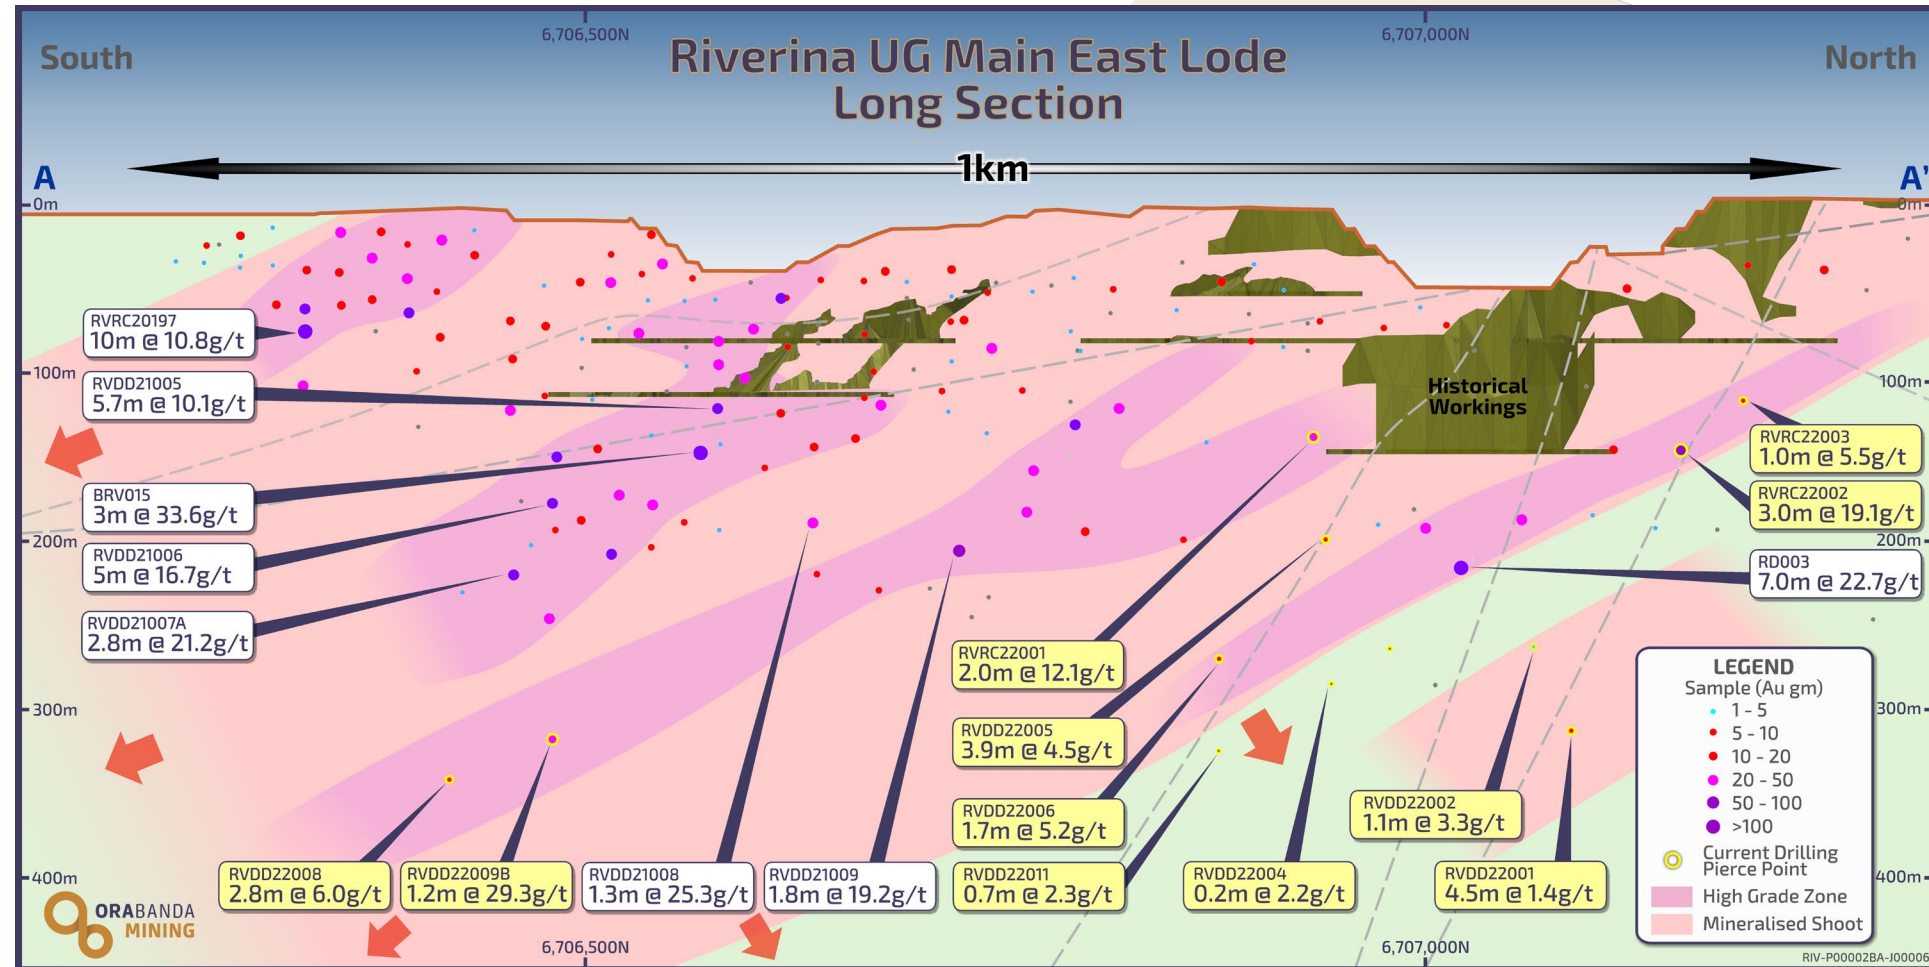 6,706,500N
6,707,000N
South
Riverina UG Main East Lode
Long Section
North
1km
A
A'
0m
0m
RVRC20197
10m @ 10.8g/t
100m
100m
RVDD21005
5.7m @ 10.1g/t
Historical
Workings
RVRC22003
1.0m @ 5.5g/t
BRV015
3m @ 33.6g/t
RVRC22002
3.0m @ 19.1g/t
200m
200m
RVDD21006
5m @ 16.7g/t
RD003
7.0m @ 22.7g/t
RVDD21007A
2.8m @ 21.2g/t
RVRC22001
2.0m @ 12.1g/t
300m
300m
RVDD22005
3.9m @ 4.5g/t
RVDD22006
1.7m @ 5.2g/t
RVDD22002
1.1m @ 3.3g/t
400m
400m
RVDD22008
2.8m @ 6.0g/t
RVDD22009B
1.2m @ 29.3g/t
RVDD21008
1.3m @ 25.3g/t
RVDD21009
1.8m @ 19.2g/t
RVDD22011
0.7m @ 2.3g/t
RVDD22004
0.2m @ 2.2g/t
RVDD22001
4.5m @ 1.4g/t
LEGEND
Sample (Au gm)
1 - 5
5 - 10
10 - 20
20 - 50
50 - 100
>100
Current Drilling
Pierce Point
High Grade Zone
Mineralised Shoot
ORABANDA
MINING
6,706,500N
6,707,000N
RIV-P00002BA-J00006